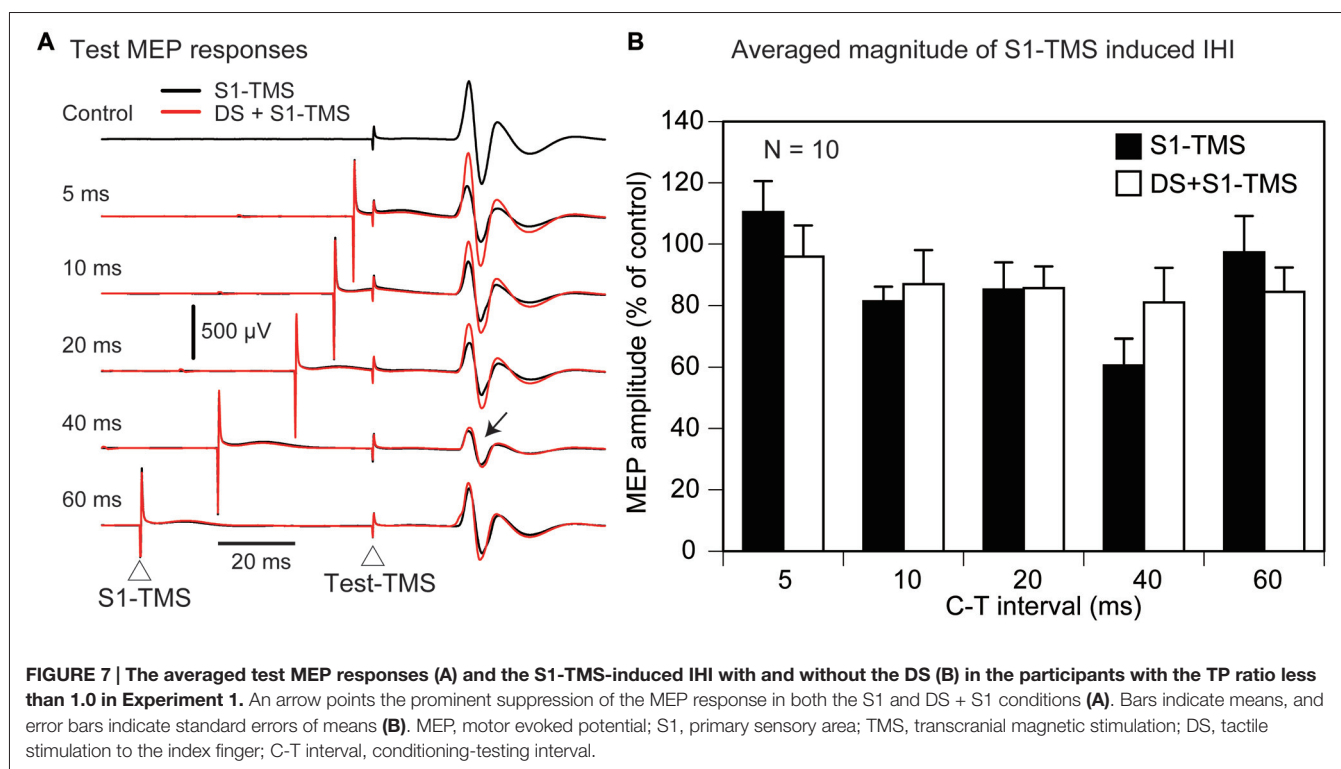 A Test MEP responses
S1-TMS
DS + S1-TMS
Control
5 ms
10 ms
500 µV
20 ms
40 ms
60 ms
20 ms
S1-TMS
Test-TMS
B Averaged magnitude of S1-TMS induced IHI
N = 10
S1-TMS
DS+S1-TMS
MEP amplitude (% of control)
140
120
100
80
60
40
20
0
5 10 20 40 60
C-T interval (ms)
FIGURE 7 | The averaged test MEP responses (A) and the S1-TMS-induced IHI with and without the DS (B) in the participants with the TP ratio less
than 1.0 in Experiment 1. An arrow points the prominent suppression of the MEP response in both the S1 and DS + S1 conditions (A). Bars indicate means, and
error bars indicate standard errors of means (B). MEP, motor evoked potential; S1, primary sensory area; TMS, transcranial magnetic stimulation; DS, tactile
stimulation to the index finger; C-T interval, conditioning-testing interval.